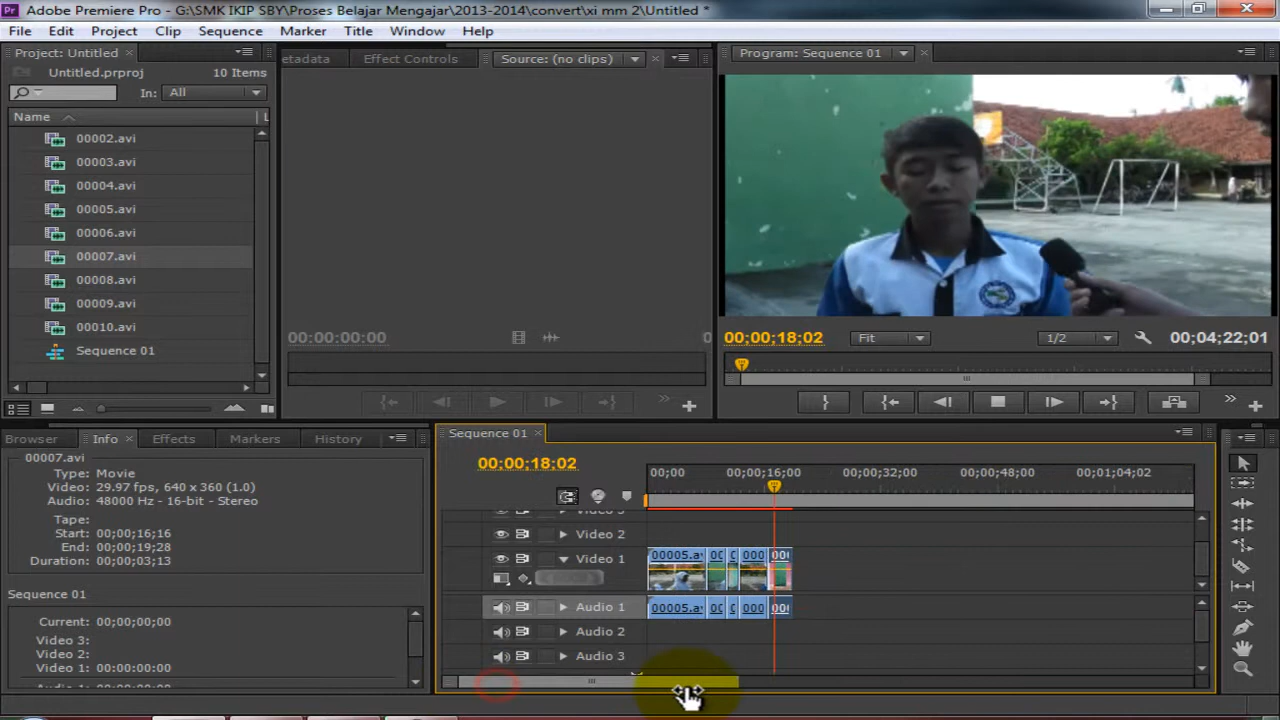 Adobe Premiere Pro - G:\SMK IKIP SBY\Proses Belajar Mengajar\2013-2014\convert\xi mm 2\Untitled *
File Edit Project Clip Sequence Marker Title Window Help
Project: Untitled
Untitled.prproj 10 Items
In: All
Name L
00002.avi
00003.avi
00004.avi
00005.avi
00006.avi
00007.avi
00008.avi
00009.avi
00010.avi
Sequence 01
etadata Effect Controls Source: (no clips)
00:00:00:00 0
Program: Sequence 01
00;00;18;02 Fit 1/2 00;04;22;01
Browser Info Effects Markers History
00007.avi
Type: Movie
Video: 29.97 fps, 640 x 360 (1.0)
Audio: 48000 Hz - 16-bit - Stereo
Tape:
Start: 00;00;16;16
End: 00;00;19;28
Duration: 00;00;03;13
Sequence 01
Current: 00;00;00;00
Video 3:
Video 2:
Video 1: 00:00:00:00
Sequence 01
00;00;18;02
00;00 00;00;16;00 00;00;32;00 00;00;48;00 00;01;04;02
Video 3
Video 2
Video 1
00005.a 00 0 000 000
Audio 1
00005.a 00 0 000 000
Audio 2
Audio 3